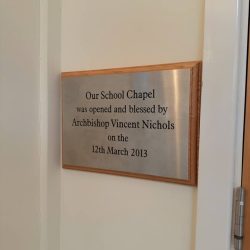 Our School Chapel
was opened and blessed by
Archbishop Vincent Nichols
on the
12th March 2013